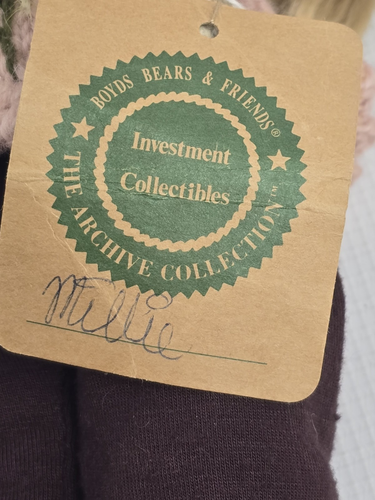 BOYDS BEARS & FRIENDS®
Investment
Collectibles
THE ARCHIVE COLLECTION™
Millie